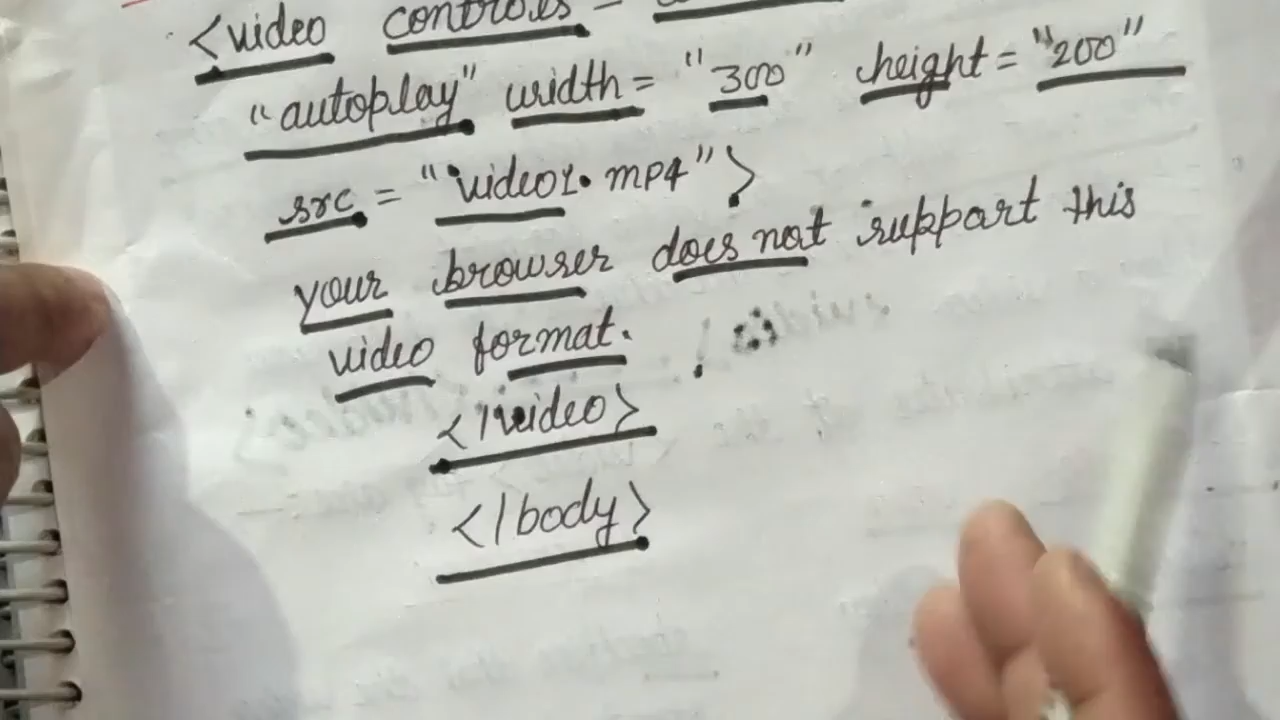 <video controls =
"autoplay" width = "300" height = "200"
src = "video1.mp4">
your browser does not support this
video format.
</video>
</body>